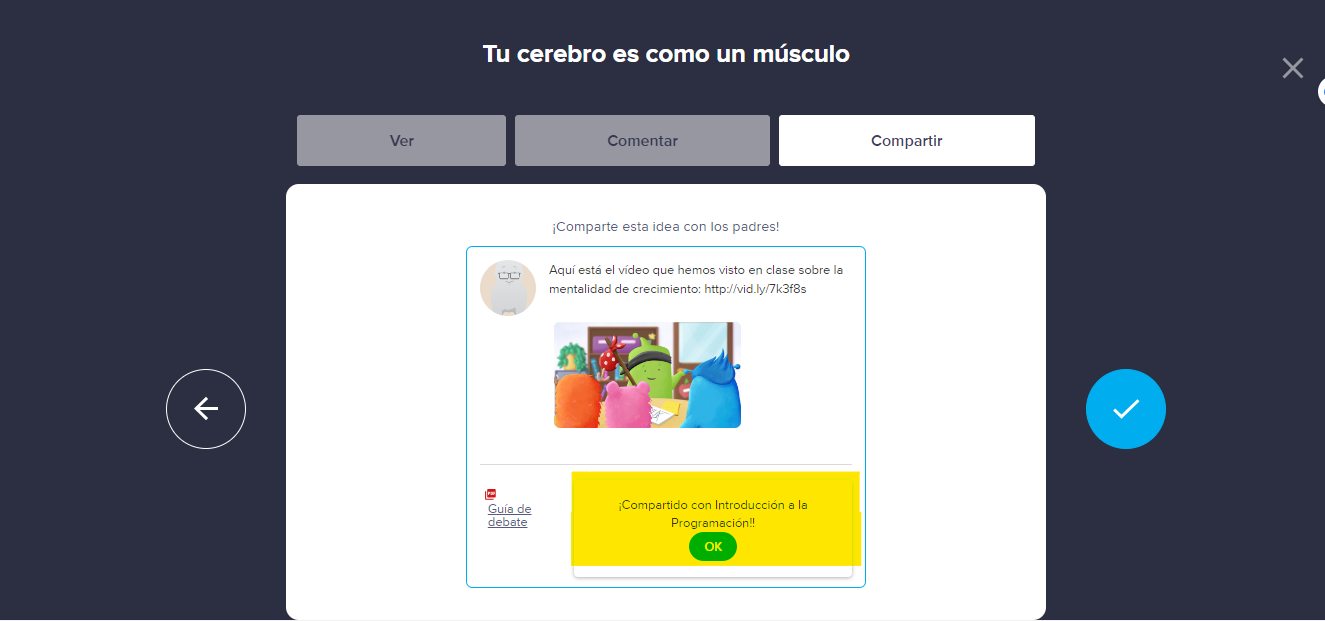 Tu cerebro es como un músculo
Ver
Comentar
Compartir
¡Comparte esta idea con los padres!
Aquí está el vídeo que hemos visto en clase sobre la
mentalidad de crecimiento: http://vid.ly/7k3f8s
PDF
Guía de
debate
¡Compartido con Introducción a la
Programación!!
OK